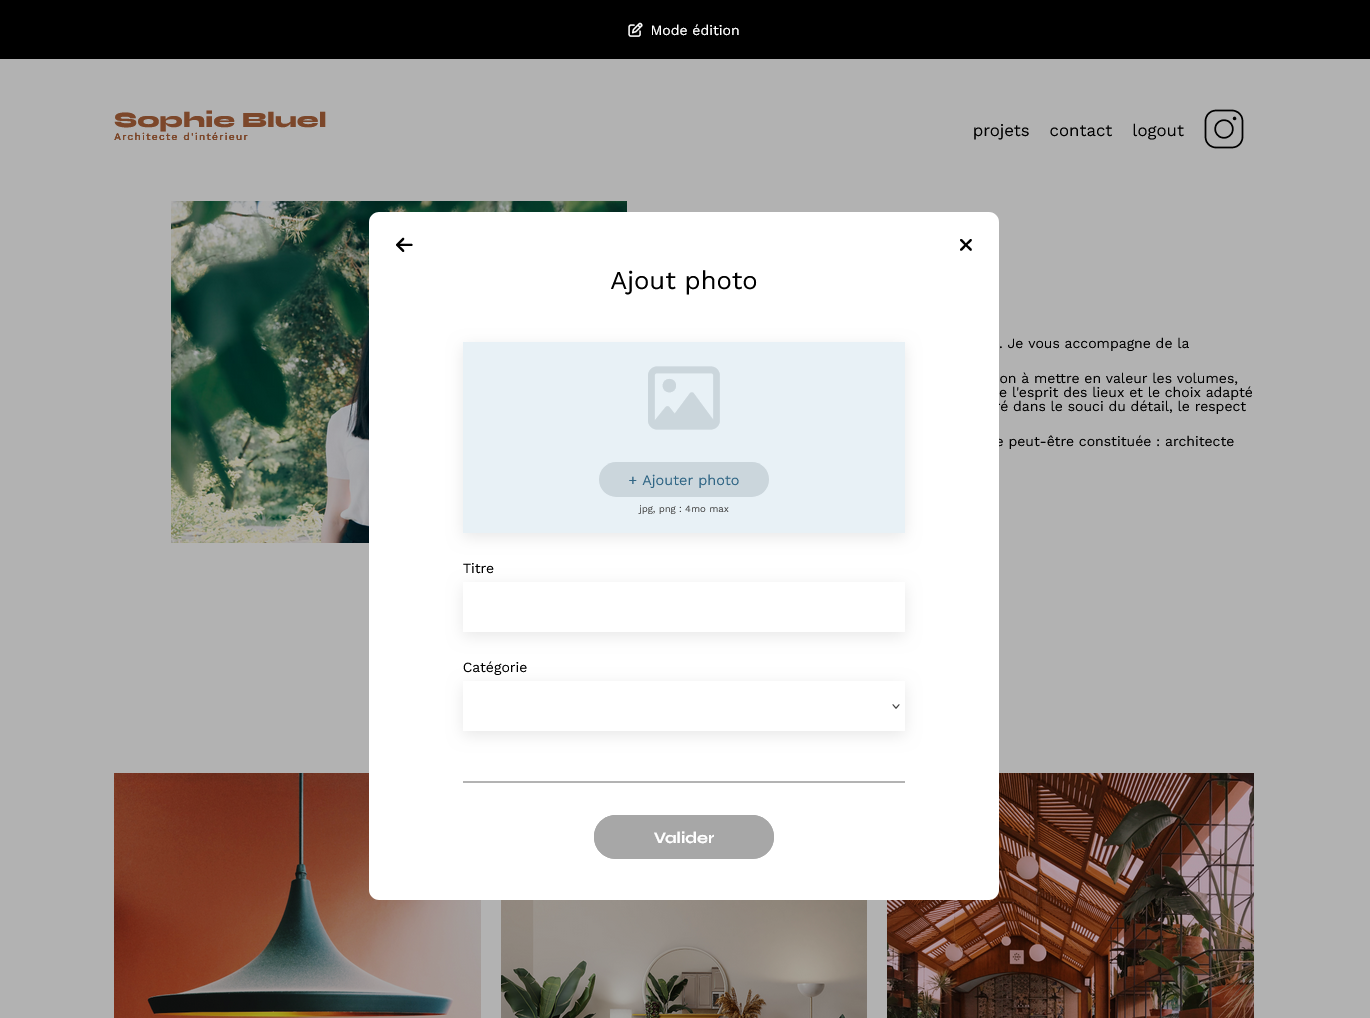 Mode édition
Sophie Bluel
Architecte d'intérieur
projets contact logout
Ajout photo
. Je vous accompagne de la
on à mettre en valeur les volumes,
e l'esprit des lieux et le choix adapté
ré dans le souci du détail, le respect
e peut-être constituée : architecte
+ Ajouter photo
jpg, png : 4mo max
Titre
Catégorie
Valider